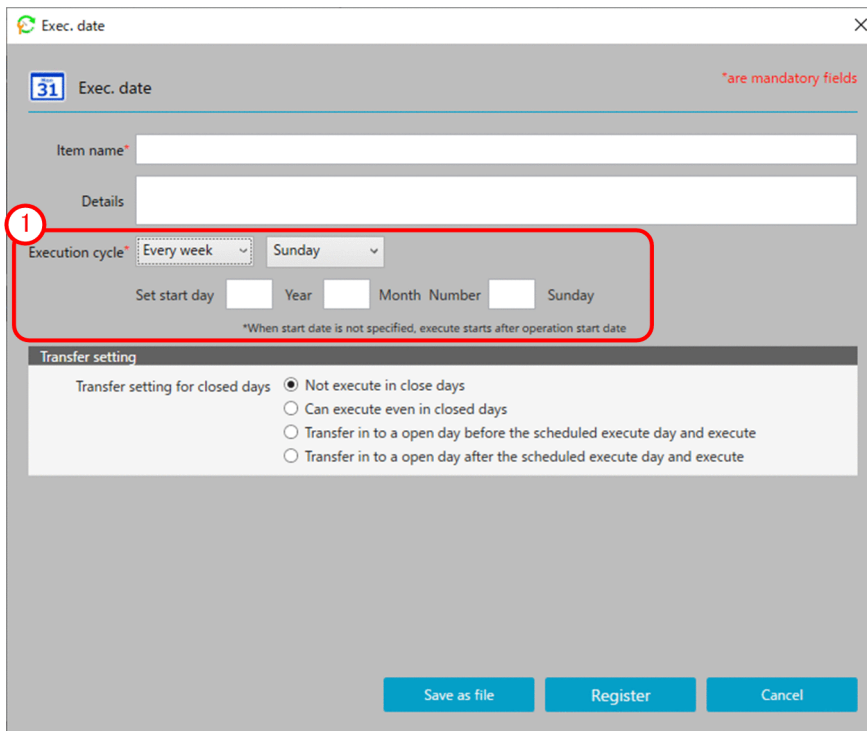 Exec. date
31 Exec. date
*are mandatory fields
Item name*
Details
1
Execution cycle* Every week Sunday
Set start day Year Month Number Sunday
*When start date is not specified, execute starts after operation start date
Transfer setting
Transfer setting for closed days Not execute in close days
Can execute even in closed days
Transfer in to a open day before the scheduled execute day and execute
Transfer in to a open day after the scheduled execute day and execute
Save as file Register Cancel